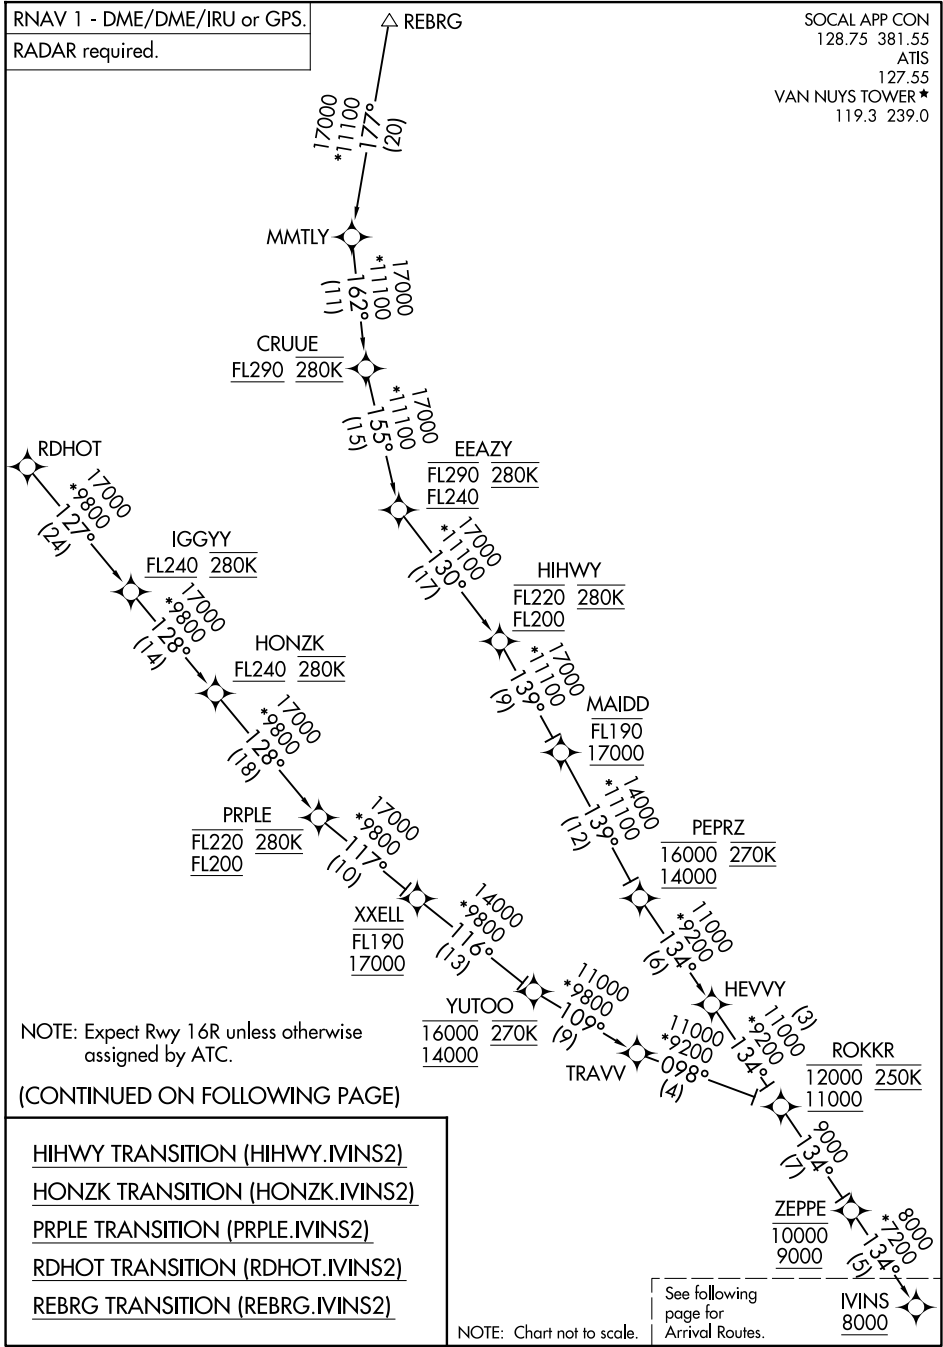 RNAV 1 - DME/DME/IRU or GPS.
RADAR required.
REBRG
SOCAL APP CON
128.75 381.55
ATIS
127.55
VAN NUYS TOWER ★
119.3 239.0
17000
*11100
177°
(20)
MMTLY
17000
*11100
162°
(11)
CRUUE
FL290 280K
17000
*11100
155°
(15)
RDHOT
EEAZY
FL290 280K
FL240
17000
*9800
127°
(24)
IGGYY
FL240 280K
17000
*11100
130°
(17)
HIHWY
FL220 280K
FL200
17000
*9800
128°
(14)
HONZK
FL240 280K
17000
*11100
139°
(9)
MAIDD
FL190
17000
17000
*9800
128°
(18)
PRPLE
FL220 280K
FL200
14000
*11100
139°
(12)
PEPRZ
16000 270K
14000
17000
*9800
117°
(10)
XXELL
FL190
17000
14000
*9800
116°
(13)
11000
*9200
134°
(6)
HEVVY
YUTOO
16000 270K
14000
11000
*9800
109°
(9)
TRAVV
11000
*9200
098°
(4)
(3)
11000
*9200
134°
ROKKR
12000 250K
11000
9000
134°
(7)
ZEPPE
10000
9000
8000
*7200
134°
(5)
IVINS
8000
NOTE: Expect Rwy 16R unless otherwise
assigned by ATC.
(CONTINUED ON FOLLOWING PAGE)
HIHWY TRANSITION (HIHWY.IVINS2)
HONZK TRANSITION (HONZK.IVINS2)
PRPLE TRANSITION (PRPLE.IVINS2)
RDHOT TRANSITION (RDHOT.IVINS2)
REBRG TRANSITION (REBRG.IVINS2)
NOTE: Chart not to scale.
See following
page for
Arrival Routes.